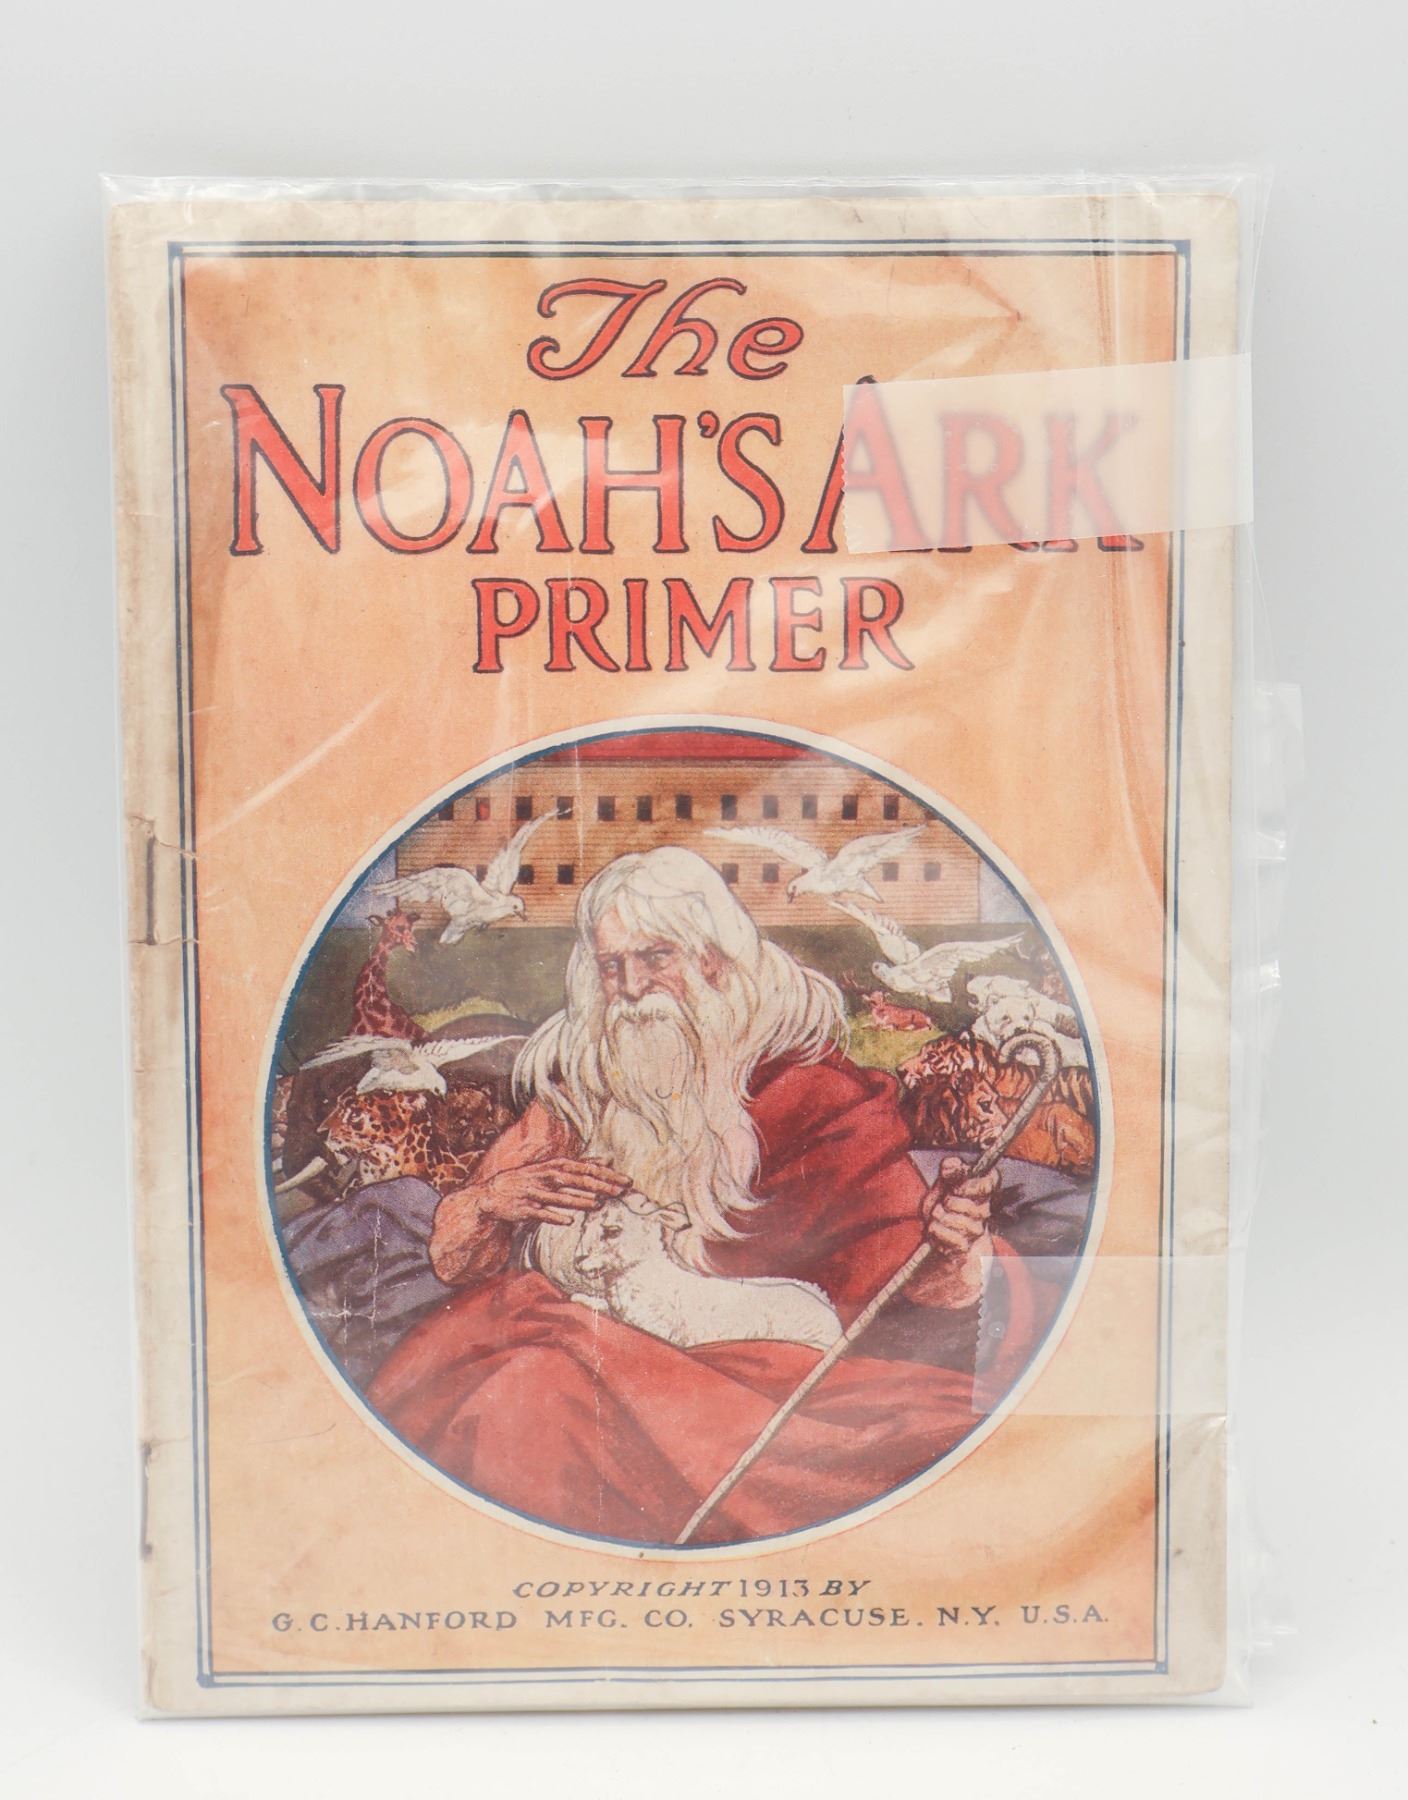 The
NOAH'S ARK
PRIMER
COPYRIGHT 1913 BY
G.C.HANFORD MFG. CO. SYRACUSE. N.Y. U.S.A.